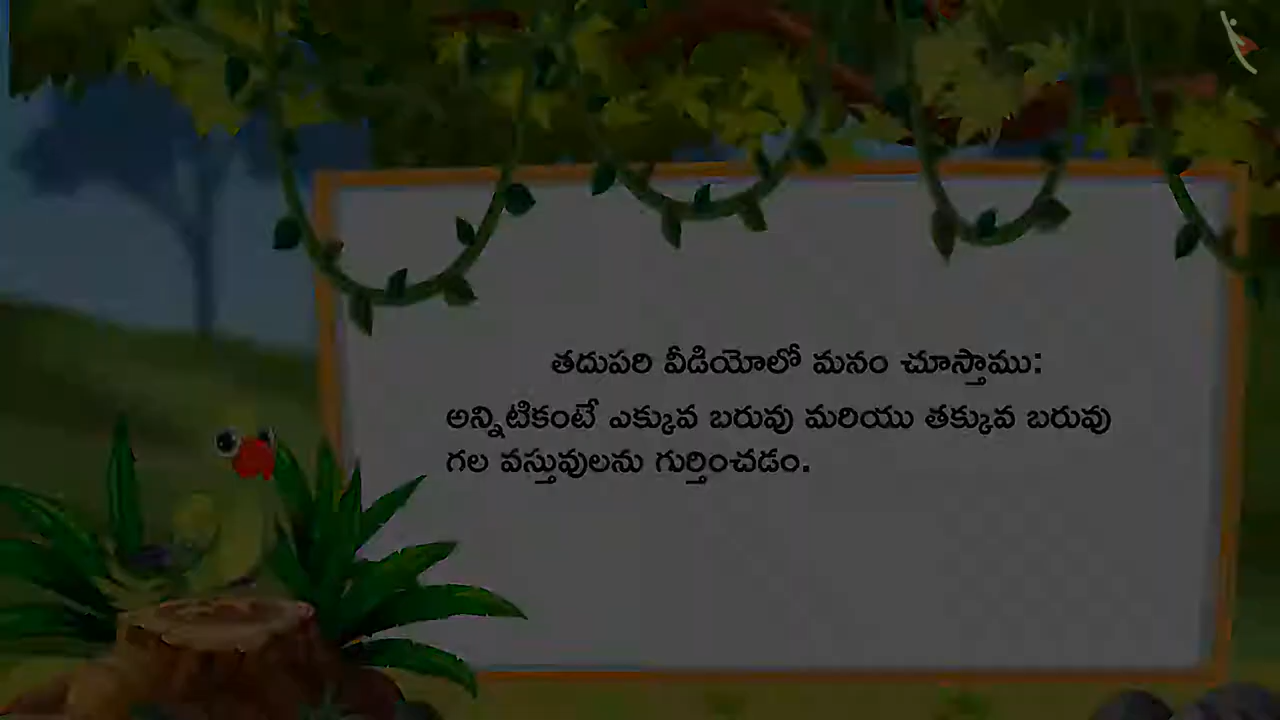 తదుపరి వీడియోలో మనం చూస్తాము:
అన్నిటికంటే ఎక్కువ బరువు మరియు తక్కువ బరువు
గల వస్తువులను గుర్తించడం.